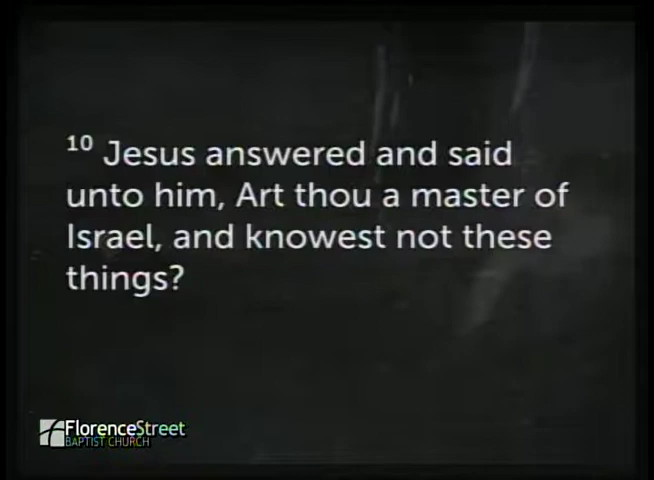 10 Jesus answered and said
unto him, Art thou a master of
Israel, and knowest not these
things?
FlorenceStreet
BAPTIST CHURCH